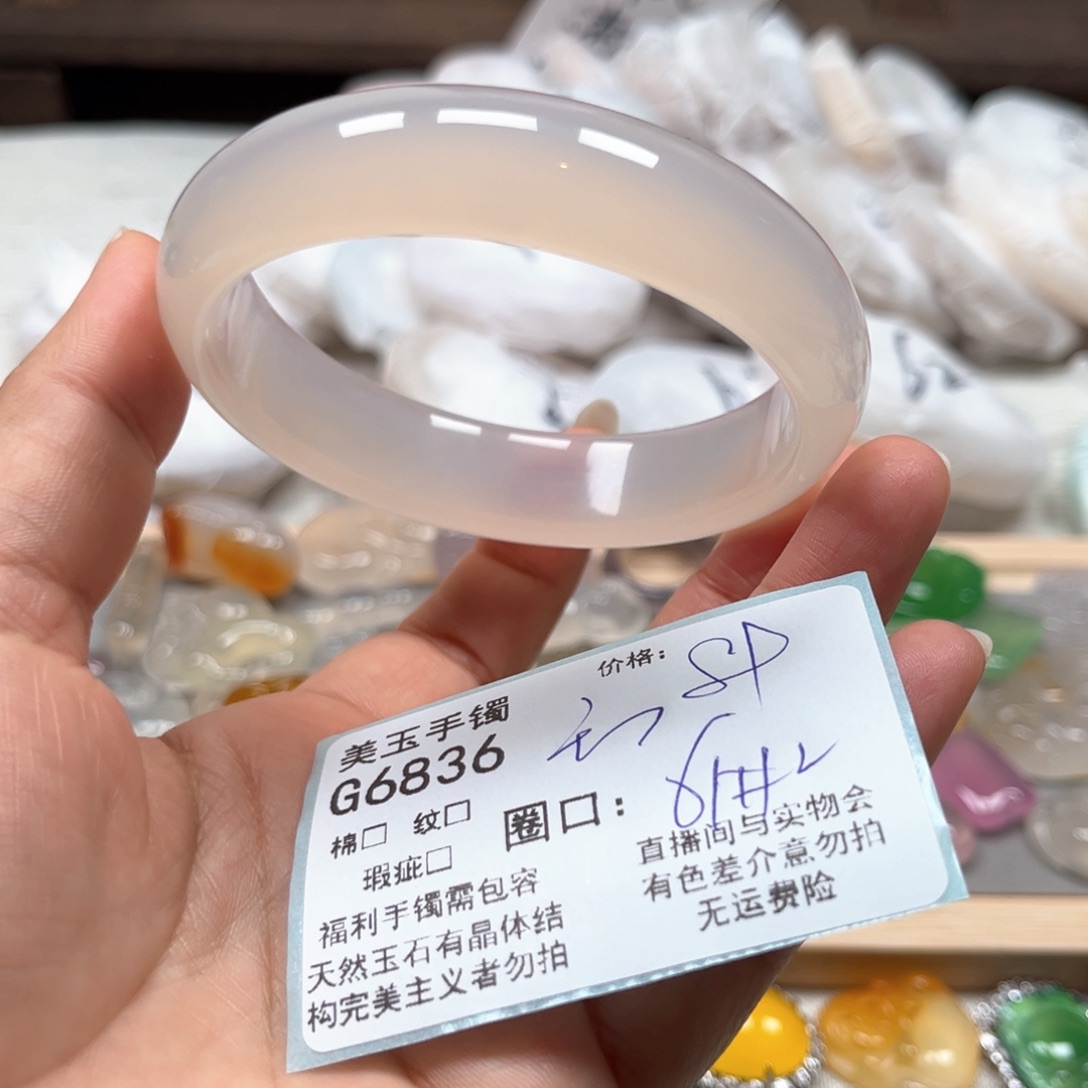 价格：
美玉手镯
G6836
棉□ 纹□
圈口：
瑕疵□
福利手镯需包容
天然玉石有晶体结
构完美主义者勿拍
直播间与实物会
有色差介意勿拍
无运费险